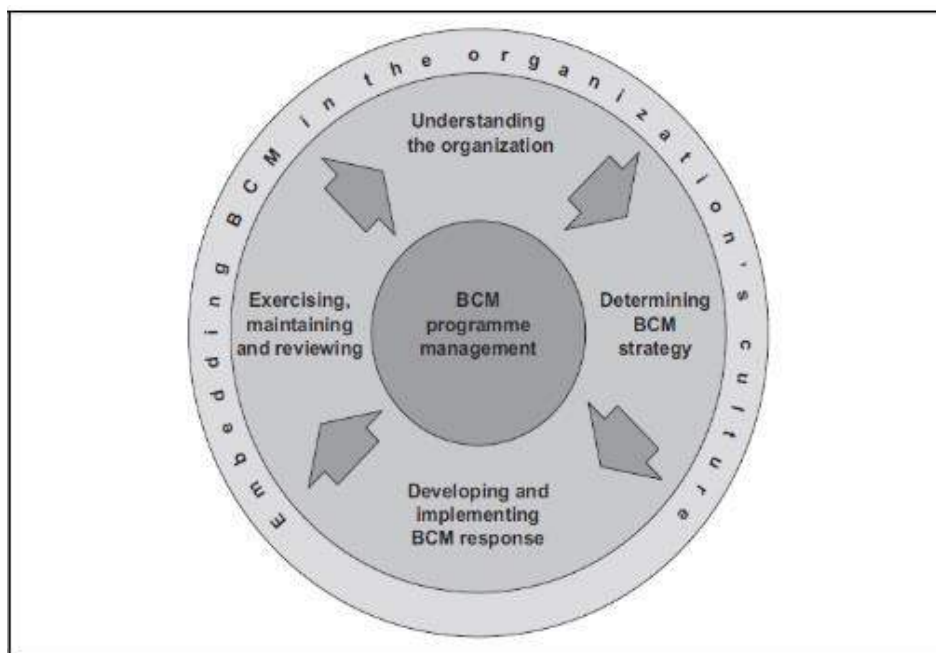 Embedding BCM in the organization's culture
Understanding
the organization
Exercising,
maintaining
and reviewing
BCM
programme
management
Determining
BCM
strategy
Developing and
implementing
BCM response